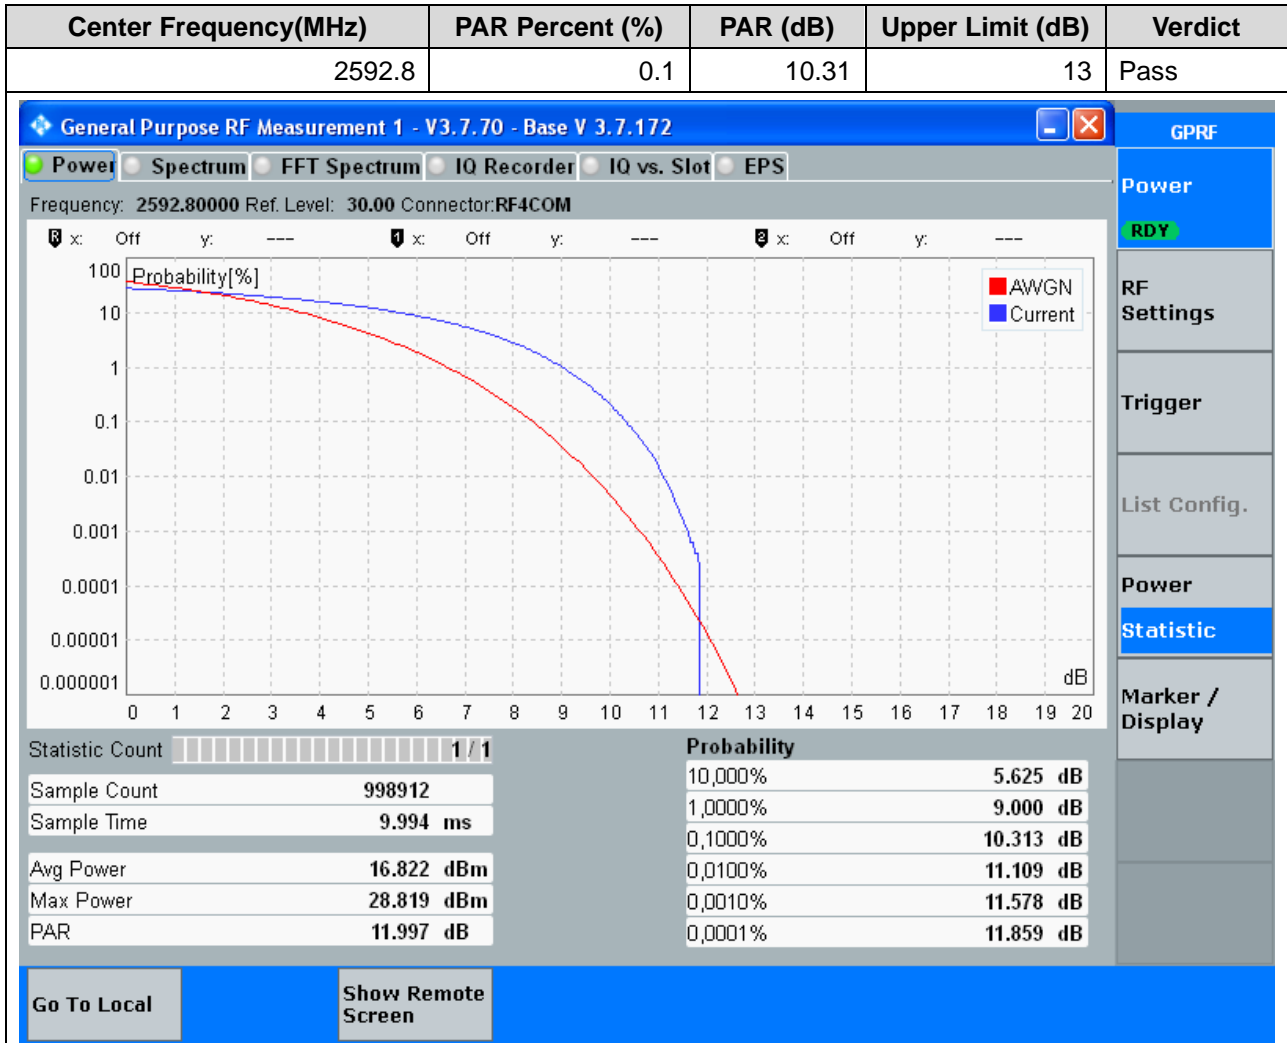 Center Frequency(MHz) PAR Percent (%) PAR (dB) Upper Limit (dB) Verdict
2592.8 0.1 10.31 13 Pass
General Purpose RF Measurement 1 - V3.7.70 - Base V 3.7.172
GPRF
Power Spectrum FFT Spectrum IQ Recorder IQ vs. Slot EPS
Frequency: 2592.80000 Ref. Level: 30.00 Connector:RF4COM
R x: Off y: --- 1 x: Off y: --- 2 x: Off y: ---
Probability[%]
AWGN
Current
100
10
1
0.1
0.01
0.001
0.0001
0.00001
0.000001
dB
0 1 2 3 4 5 6 7 8 9 10 11 12 13 14 15 16 17 18 19 20
Statistic Count 1 / 1
Sample Count 998912
Sample Time 9.994 ms
Avg Power 16.822 dBm
Max Power 28.819 dBm
PAR 11.997 dB
Probability
10,000% 5.625 dB
1,0000% 9.000 dB
0,1000% 10.313 dB
0,0100% 11.109 dB
0,0010% 11.578 dB
0,0001% 11.859 dB
Power
RDY
RF
Settings
Trigger
List Config.
Power
Statistic
Marker /
Display
Go To Local
Show Remote
Screen